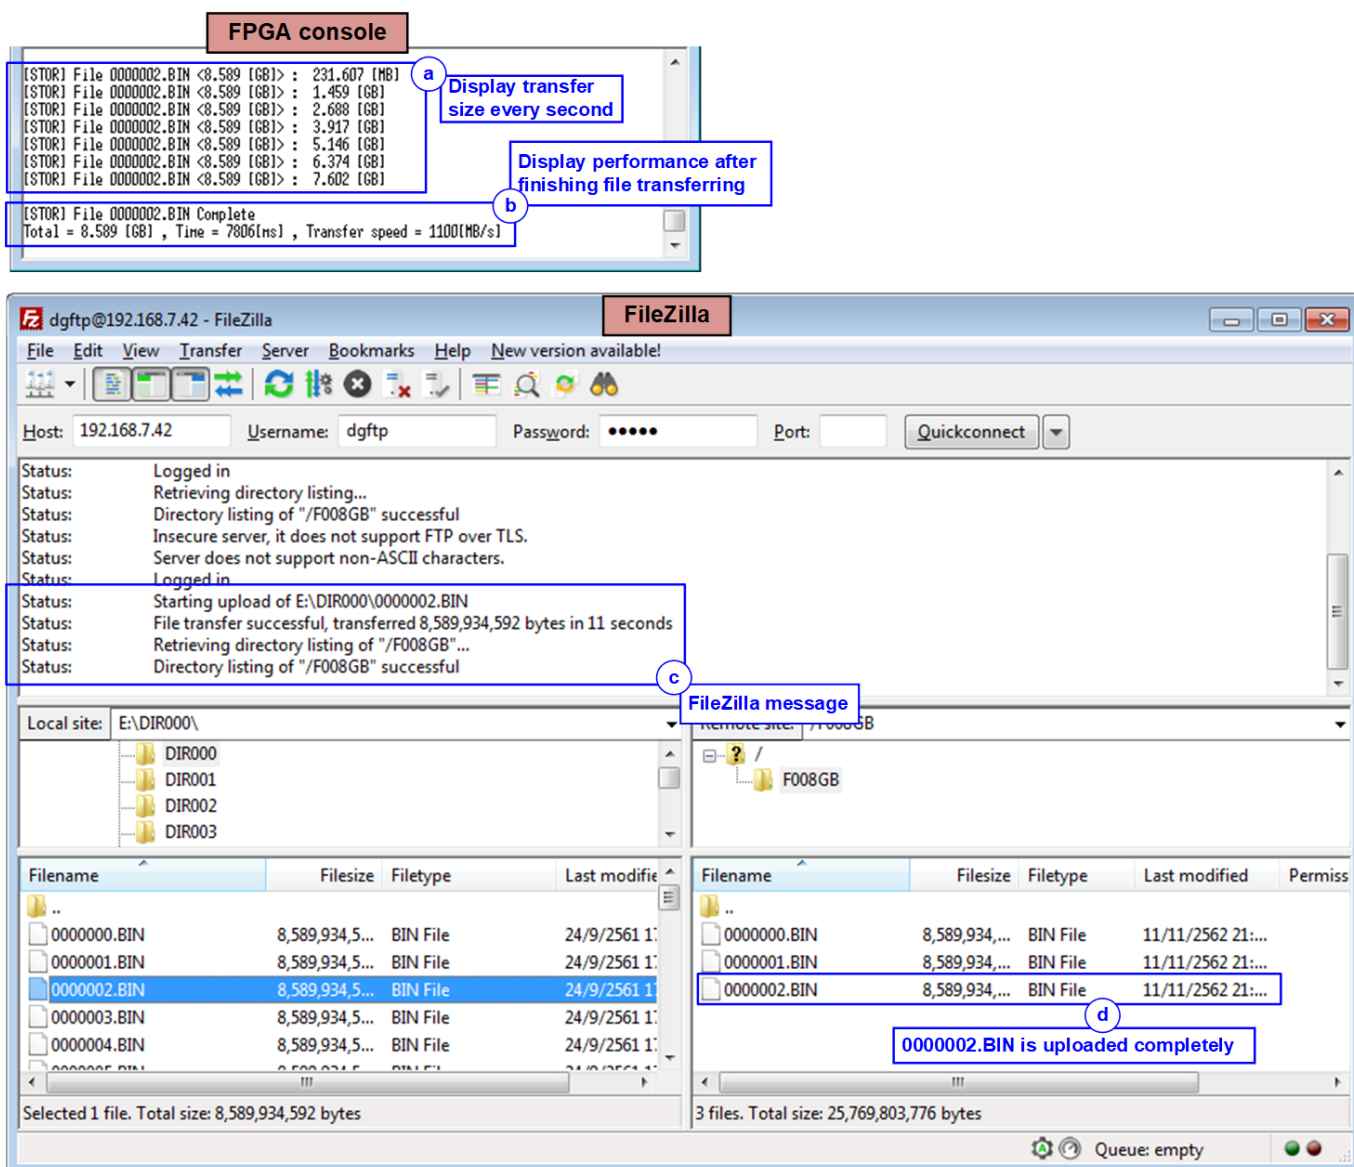 FPGA console
[STOR] File 0000002.BIN <8.589 [GB]> : 231.607 [MB]
[STOR] File 0000002.BIN <8.589 [GB]> : 1.459 [GB]
[STOR] File 0000002.BIN <8.589 [GB]> : 2.688 [GB]
[STOR] File 0000002.BIN <8.589 [GB]> : 3.917 [GB]
[STOR] File 0000002.BIN <8.589 [GB]> : 5.146 [GB]
[STOR] File 0000002.BIN <8.589 [GB]> : 6.374 [GB]
[STOR] File 0000002.BIN <8.589 [GB]> : 7.602 [GB]
a
Display transfer
size every second
Display performance after
finishing file transferring
b
[STOR] File 0000002.BIN Complete
Total = 8.589 [GB] , Time = 7806[ms] , Transfer speed = 1100[MB/s]
FileZilla
dgftp@192.168.7.42 - FileZilla
File Edit View Transfer Server Bookmarks Help New version available!
Host: 192.168.7.42 Username: dgftp Password: ●●●●● Port: Quickconnect
Status: Logged in
Status: Retrieving directory listing...
Status: Directory listing of "/F008GB" successful
Status: Insecure server, it does not support FTP over TLS.
Status: Server does not support non-ASCII characters.
Status: Logged in
Status: Starting upload of E:\DIR000\0000002.BIN
Status: File transfer successful, transferred 8,589,934,592 bytes in 11 seconds
Status: Retrieving directory listing of "/F008GB"...
Status: Directory listing of "/F008GB" successful
c
FileZilla message
Local site: E:\DIR000\
DIR000
DIR001
DIR002
DIR003
Remote site: /F008GB
/
F008GB
Filename Filesize Filetype Last modifie
..
0000000.BIN 8,589,934,5... BIN File 24/9/2561 1
0000001.BIN 8,589,934,5... BIN File 24/9/2561 1
0000002.BIN 8,589,934,5... BIN File 24/9/2561 1
0000003.BIN 8,589,934,5... BIN File 24/9/2561 1
0000004.BIN 8,589,934,5... BIN File 24/9/2561 1
Selected 1 file. Total size: 8,589,934,592 bytes
Filename Filesize Filetype Last modified Permiss
..
0000000.BIN 8,589,934,... BIN File 11/11/2562 21:...
0000001.BIN 8,589,934,... BIN File 11/11/2562 21:...
0000002.BIN 8,589,934,... BIN File 11/11/2562 21:...
d
0000002.BIN is uploaded completely
3 files. Total size: 25,769,803,776 bytes
Queue: empty